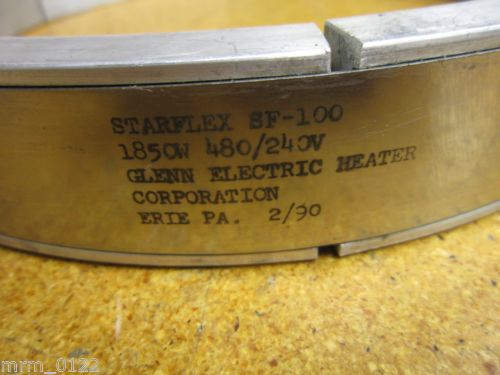 STARFLEX SF-100
1850W 480/240V
GLENN ELECTRIC HEATER
CORPORATION
ERIE PA. 2/90
mrm_0122